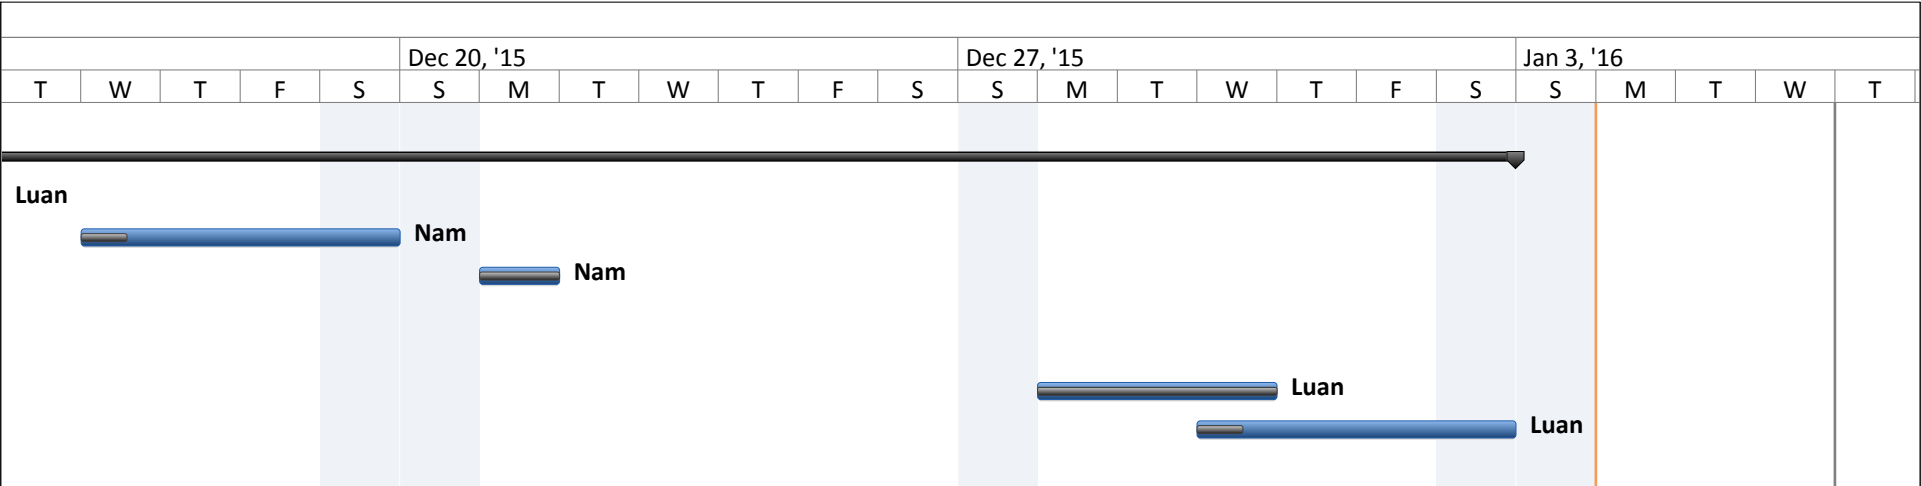 Dec 20, '15 Dec 27, '15 Jan 3, '16
T W T F S S M T W T F S S M T W T F S S M T W T
Luan
Nam
Nam
Luan
Luan